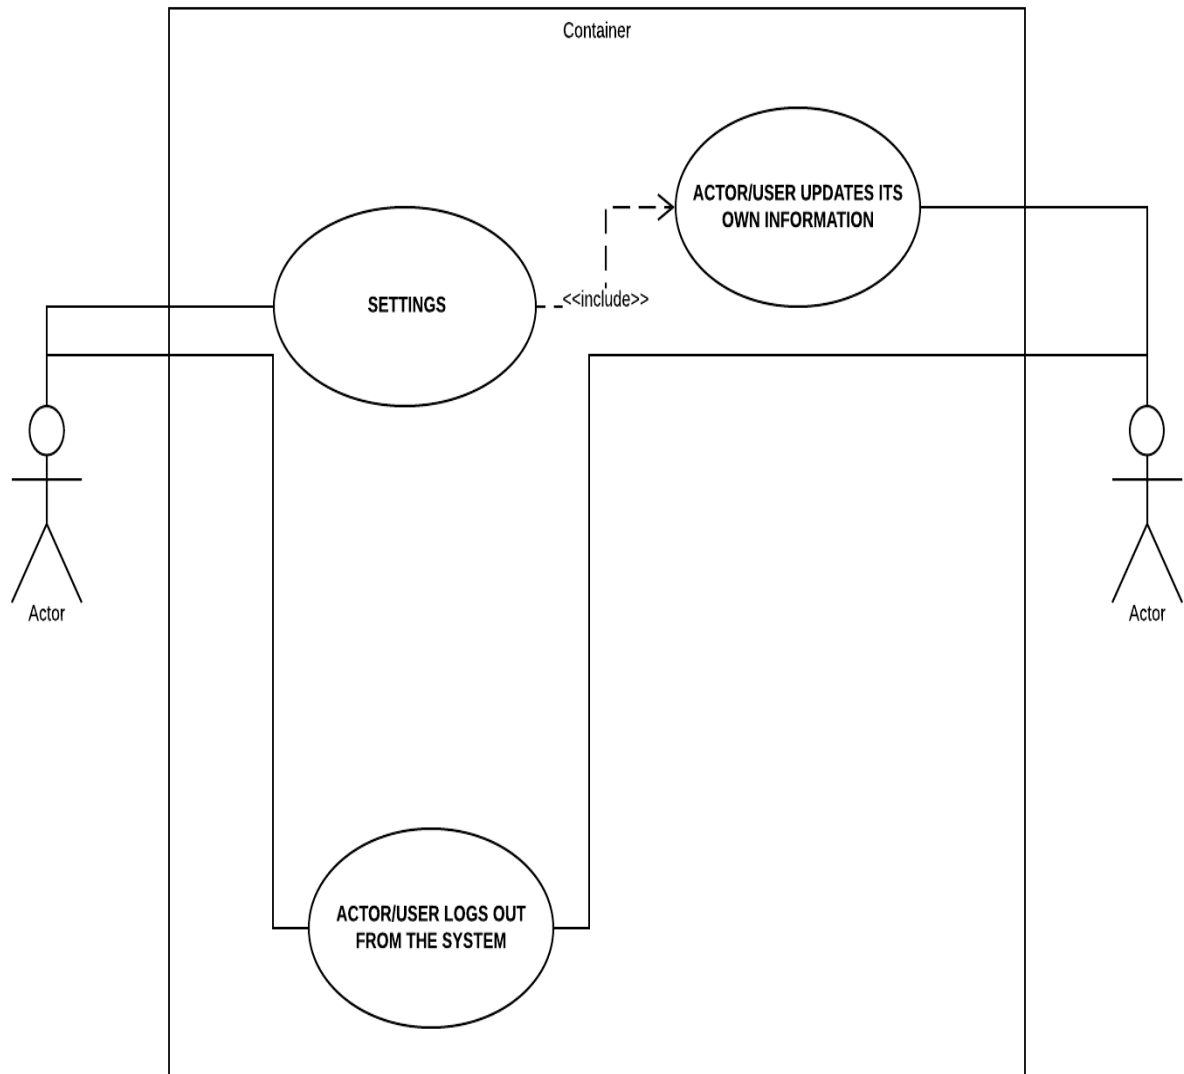 Container
ACTOR/USER UPDATES ITS
OWN INFORMATION
SETTINGS
<<include>>
Actor
Actor
ACTOR/USER LOGS OUT
FROM THE SYSTEM